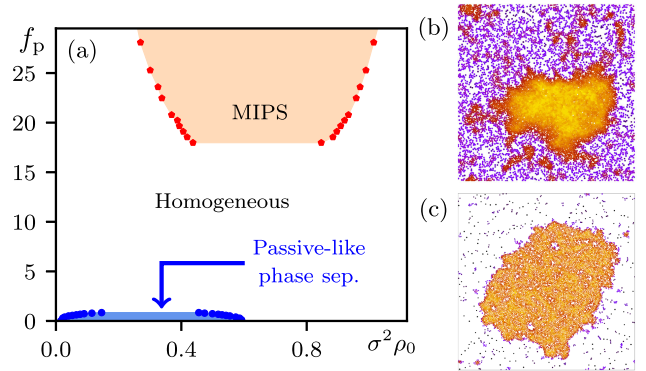 f_p
(a)
25
20
15
10
5
0
MIPS
Homogeneous
Passive-like
phase sep.
0.0
0.4
0.8
σ²ρ₀
(b)
(c)